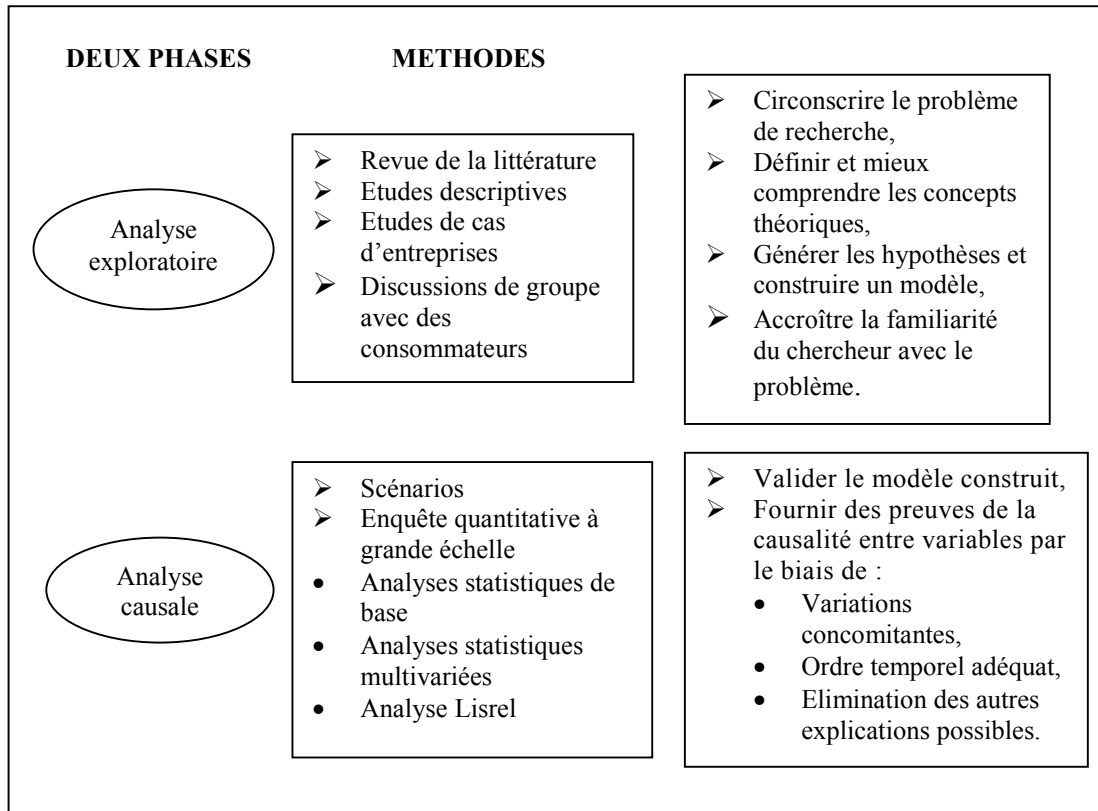 DEUX PHASES
METHODES
Analyse
exploratoire
➢ Revue de la littérature
➢ Etudes descriptives
➢ Etudes de cas
d’entreprises
➢ Discussions de groupe
avec des
consommateurs
➢ Circonscrire le problème
de recherche,
➢ Définir et mieux
comprendre les concepts
théoriques,
➢ Générer les hypothèses et
construire un modèle,
➢ Accroître la familiarité
du chercheur avec le
problème.
Analyse
causale
➢ Scénarios
➢ Enquête quantitative à
grande échelle
• Analyses statistiques de
base
• Analyses statistiques
multivariées
• Analyse Lisrel
➢ Valider le modèle construit,
➢ Fournir des preuves de la
causalité entre variables par
le biais de :
• Variations
concomitantes,
• Ordre temporel adéquat,
• Elimination des autres
explications possibles.